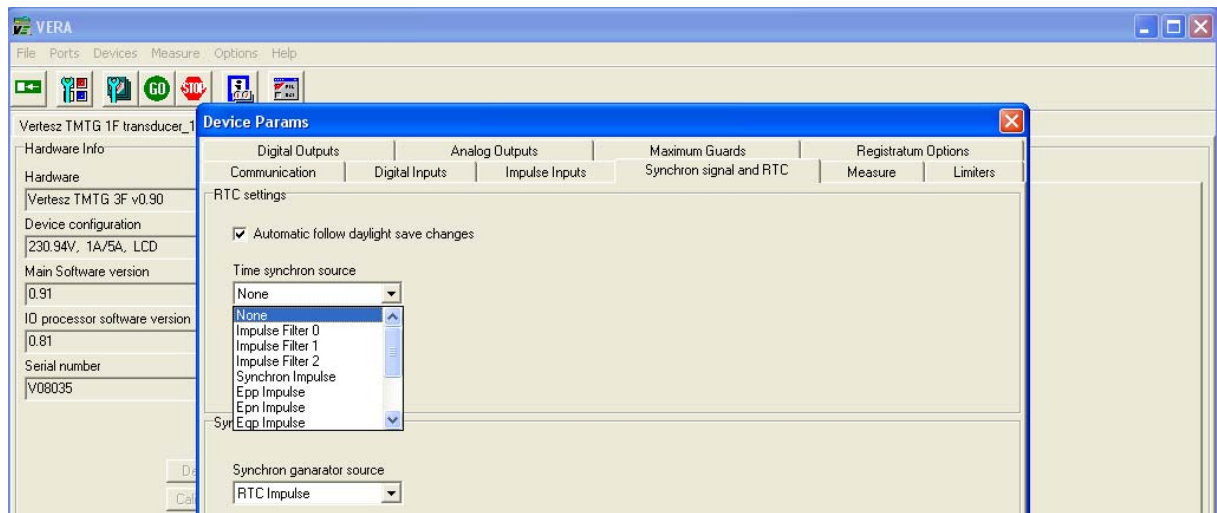 VERA
File Ports Devices Measure Options Help
GO STOP
Vertesz TMTG 1F transducer_1
Hardware Info
Hardware
Vertesz TMTG 3F v0.90
Device configuration
230.94V, 1A/5A, LCD
Main Software version
0.91
IO processor software version
0.81
Serial number
V08035
De
Cali
Device Params
Digital Outputs Analog Outputs Maximum Guards Registratum Options
Communication Digital Inputs Impulse Inputs Synchron signal and RTC Measure Limiters
RTC settings
Automatic follow daylight save changes
Time synchron source
None
None
Impulse Filter 0
Impulse Filter 1
Impulse Filter 2
Synchron Impulse
Epp Impulse
Epn Impulse
Eqp Impulse
Syn
Synchron ganarator source
RTC Impulse